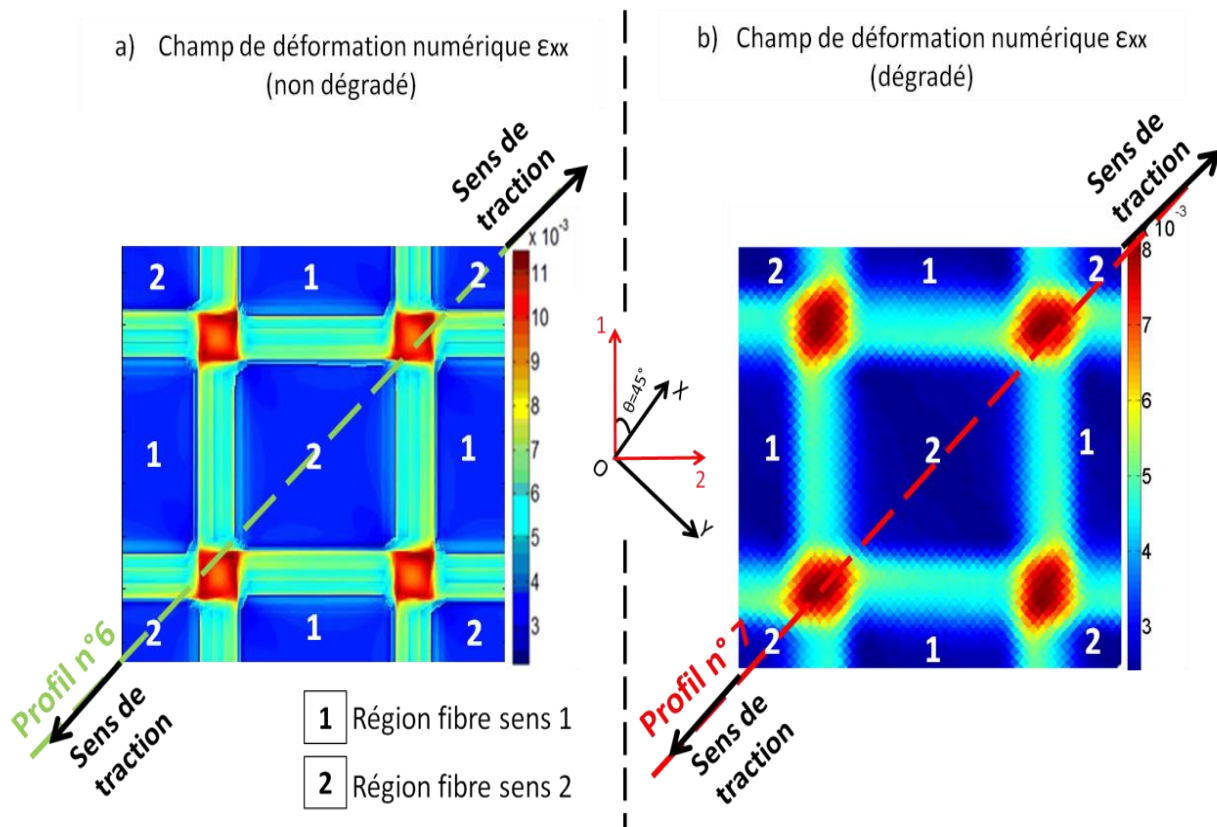 a) Champ de déformation numérique εxx
(non dégradé)
b) Champ de déformation numérique εxx
(dégradé)
Sens de
traction
x 10⁻³
11
10
9
8
7
6
5
4
3
2
1
2
1
2
1
2
1
2
Profil n°6
Sens de
traction
1
θ=45°
X
O
2
Y
1 Région fibre sens 1
2 Région fibre sens 2
Sens de
traction
10⁻³
8
7
6
5
4
3
2
1
2
1
2
1
2
1
2
Profil n° 7
Sens de
traction